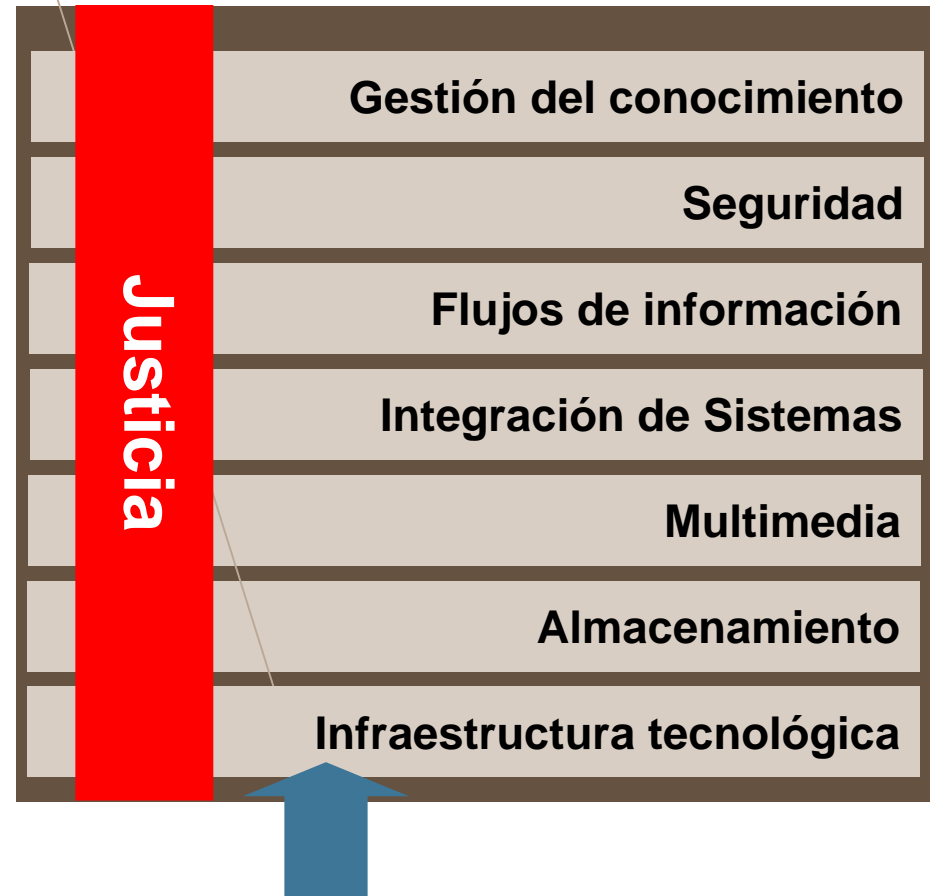 Gestión del conocimiento
Seguridad
Flujos de información
Justicia
Integración de Sistemas
Multimedia
Almacenamiento
Infraestructura tecnológica